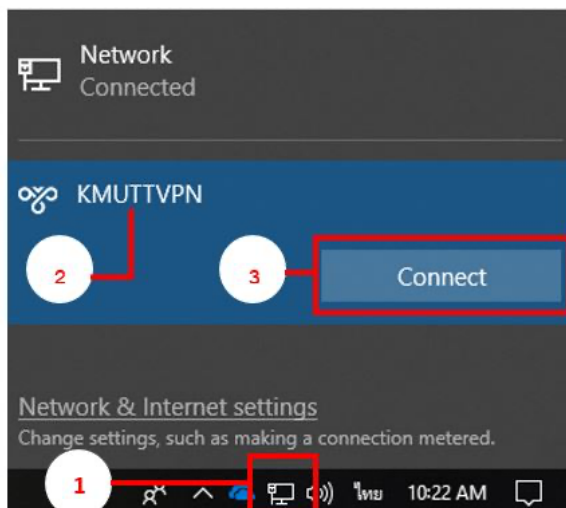 Network
Connected
KMUTTVPN
2
3
Connect
Network & Internet settings
Change settings, such as making a connection metered.
1
ไทย
10:22 AM